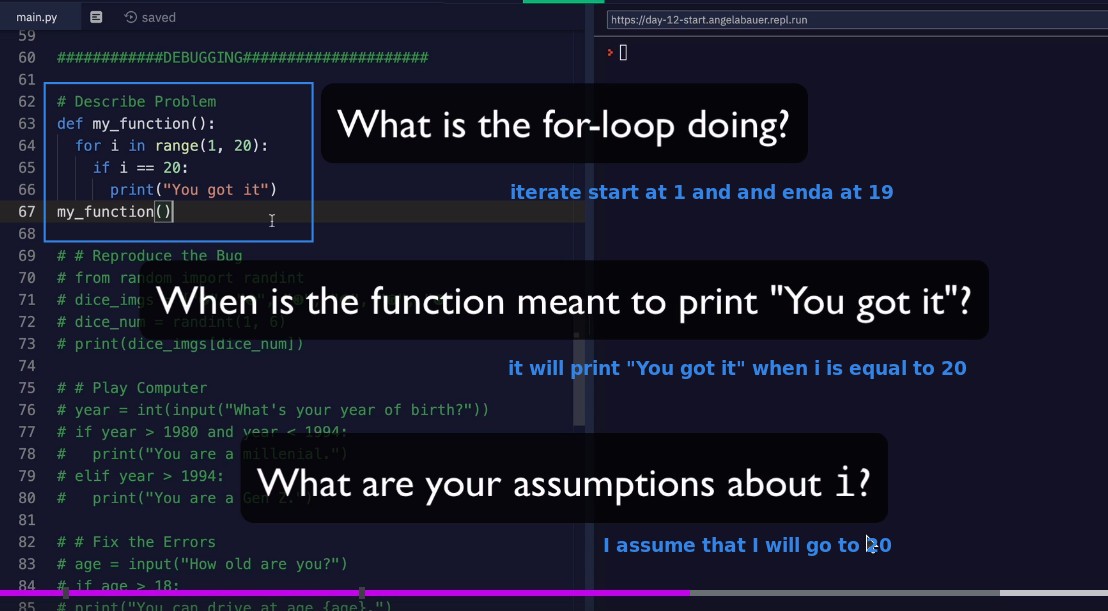 main.py saved
https://day-12-start.angelabauer.repl.run
59
60 ############DEBUGGING#####################
61
62 # Describe Problem
63 def my_function():
64 for i in range(1, 20):
65 if i == 20:
66 print("You got it")
67 my_function()
68
What is the for-loop doing?
iterate start at 1 and and enda at 19
69 # # Reproduce the Bug
70 # from random import randint
71 # dice_imgs
72 # dice_num = randint(1, 6)
73 # print(dice_imgs[dice_num])
74
When is the function meant to print "You got it"?
it will print "You got it" when i is equal to 20
75 # # Play Computer
76 # year = int(input("What's your year of birth?"))
77 # if year > 1980 and year < 1994:
78 # print("You are a millenial.")
79 # elif year > 1994:
80 # print("You are a Gen Z.")
81
What are your assumptions about i?
I assume that I will go to 20
82 # # Fix the Errors
83 # age = input("How old are you?")
84 # if age > 18:
85 # print("You can drive at age {age}.")